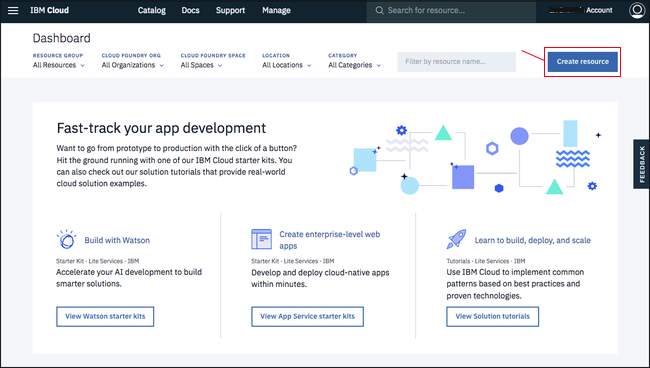 IBM Cloud
Catalog
Docs
Support
Manage
Search for resource...
Account
Dashboard
RESOURCE GROUP
All Resources
CLOUD FOUNDRY ORG
All Organizations
CLOUD FOUNDRY SPACE
All Spaces
LOCATION
All Locations
CATEGORY
All Categories
Filter by resource name...
Create resource
Fast-track your app development
Want to go from prototype to production with the click of a button?
Hit the ground running with one of our IBM Cloud starter kits. You
can also check out our solution tutorials that provide real-world
cloud solution examples.
FEEDBACK
Build with Watson
Starter Kit · Lite Services · IBM
Accelerate your AI development to build
smarter solutions.
View Watson starter kits
Create enterprise-level web
apps
Starter Kit · Lite Services · IBM
Develop and deploy cloud-native apps
within minutes.
View App Service starter kits
Learn to build, deploy, and scale
Tutorials · Lite Services · IBM
Use IBM Cloud to implement common
patterns based on best practices and
proven technologies.
View Solution tutorials